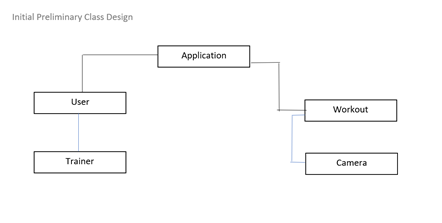 Initial Preliminary Class Design
Application
User
Workout
Trainer
Camera